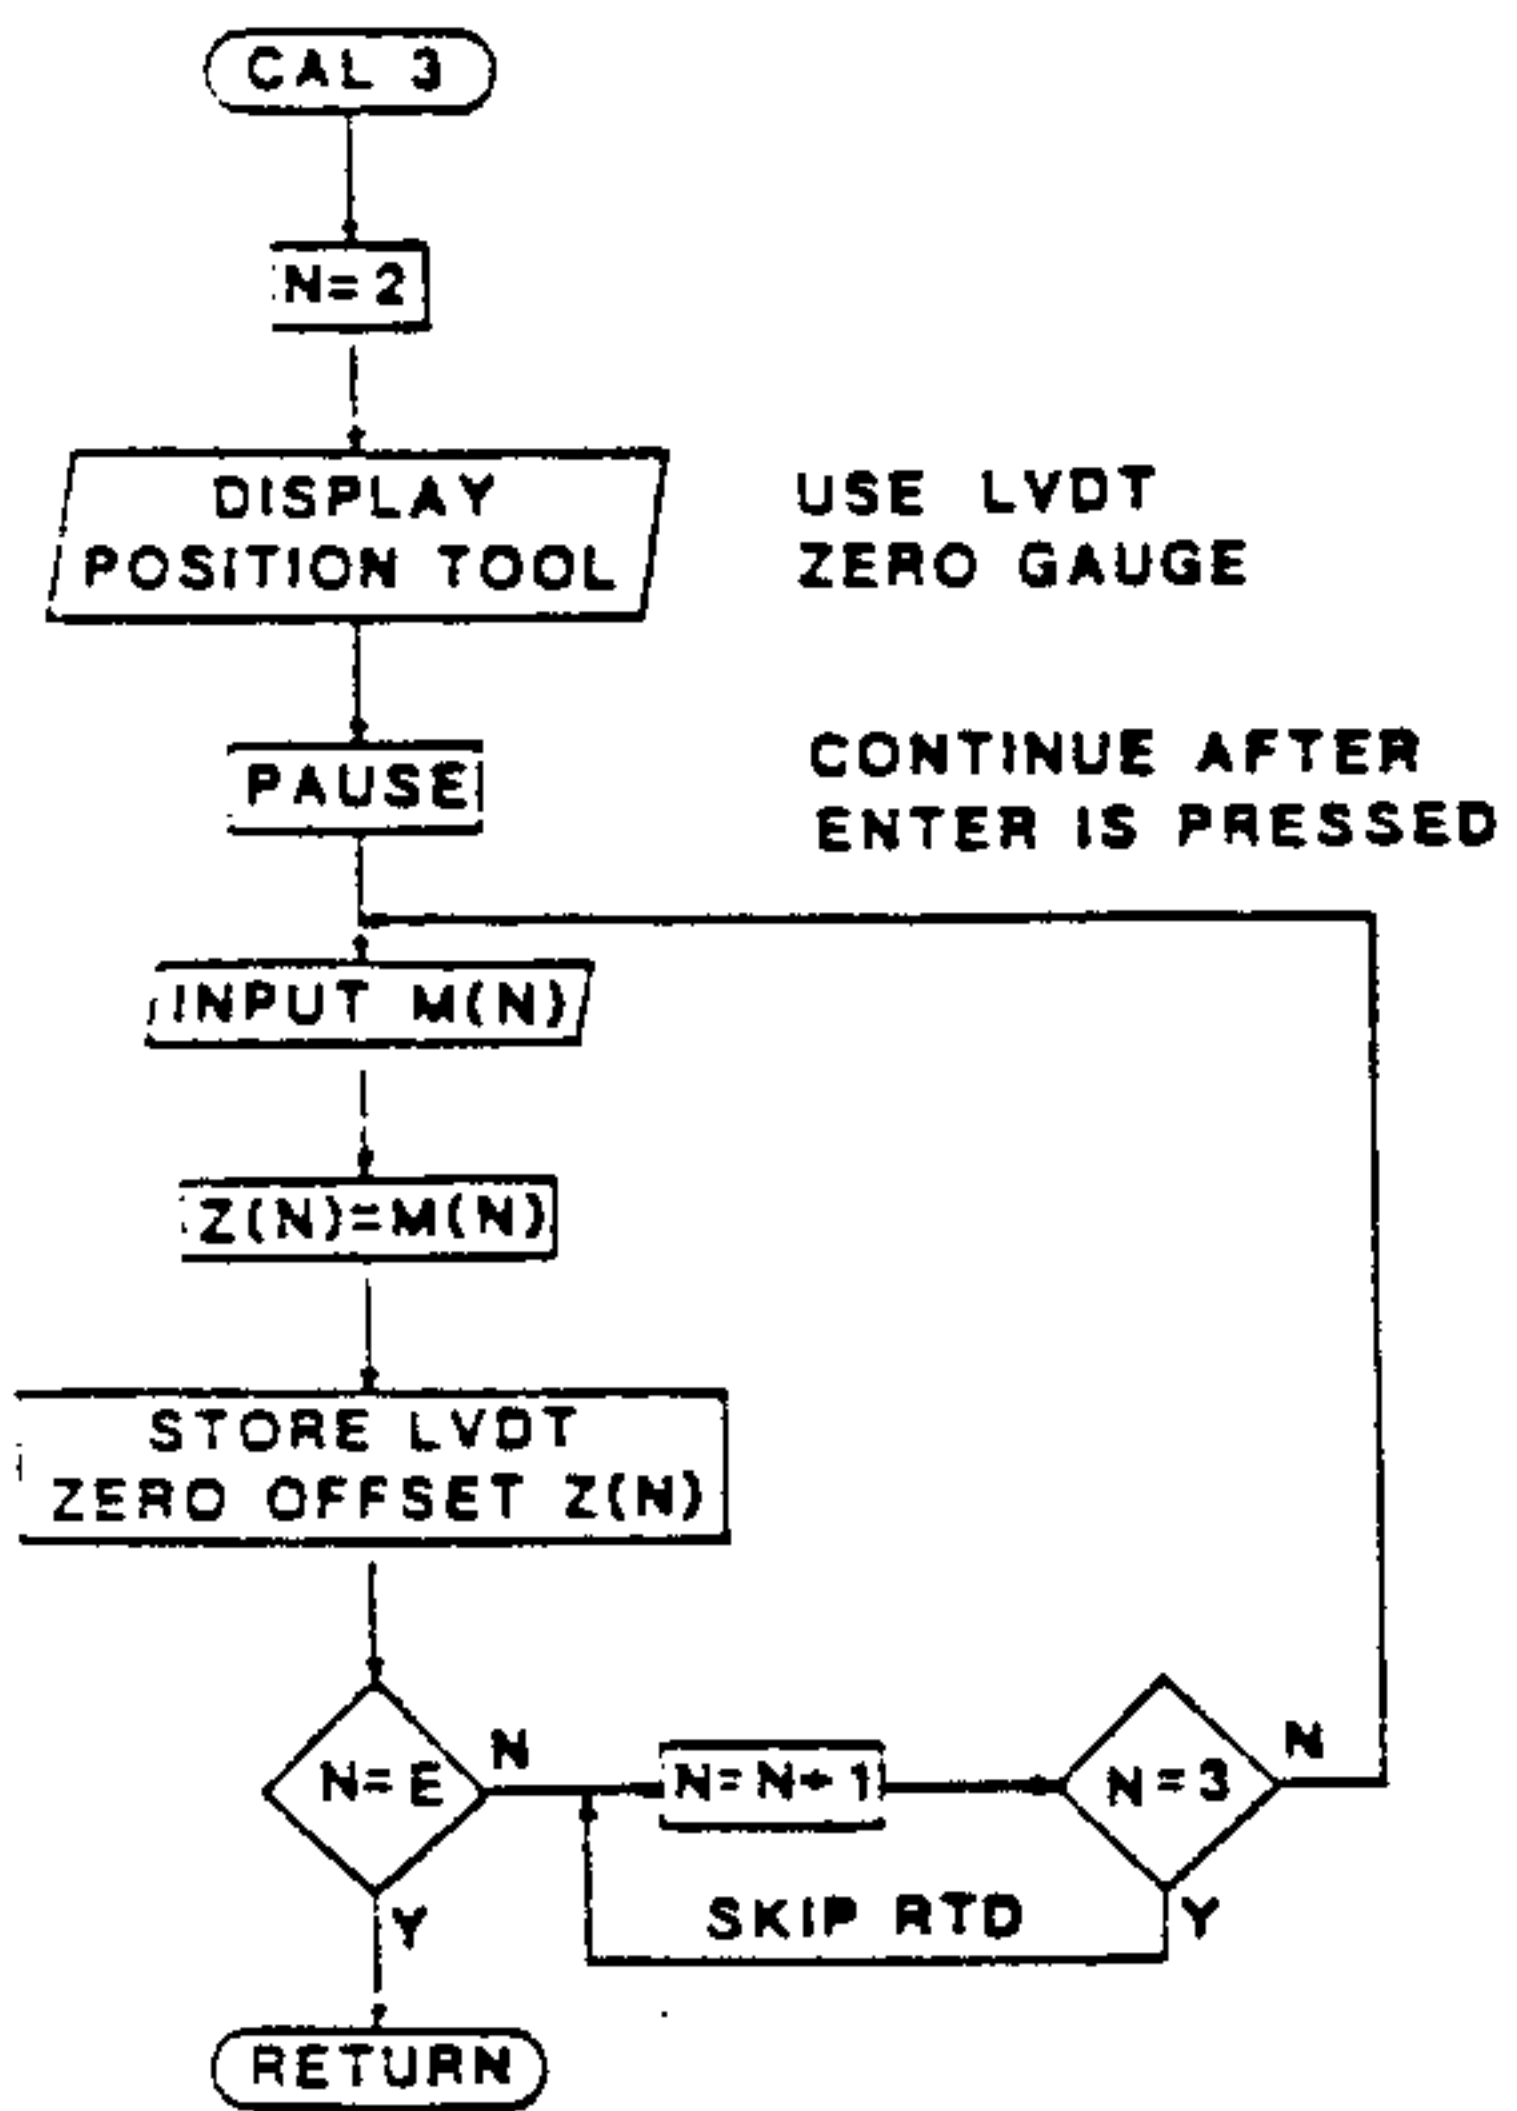 CAL 3
N=2
DISPLAY
POSITION TOOL
USE LVDT
ZERO GAUGE
PAUSE
CONTINUE AFTER
ENTER IS PRESSED
INPUT M(N)
Z(N)=M(N)
STORE LVDT
ZERO OFFSET Z(N)
N=E
N
N=N+1
N=3
N
Y
SKIP RTD
Y
RETURN